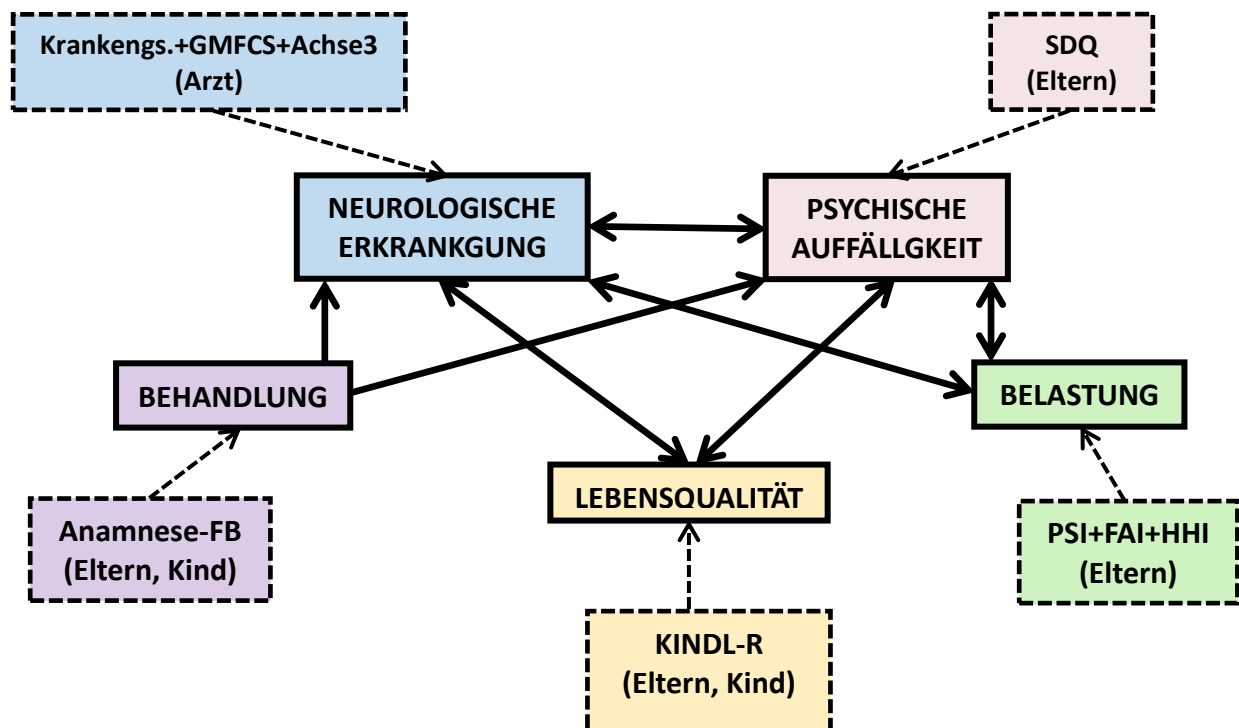 Krankengs.+GMFCS+Achse3
(Arzt)
SDQ
(Eltern)
NEUROLOGISCHE
ERKRANKGUNG
PSYCHISCHE
AUFFÄLLGKEIT
BEHANDLUNG
BELASTUNG
LEBENSQUALITÄT
Anamnese-FB
(Eltern, Kind)
PSI+FAI+HHI
(Eltern)
KINDL-R
(Eltern, Kind)